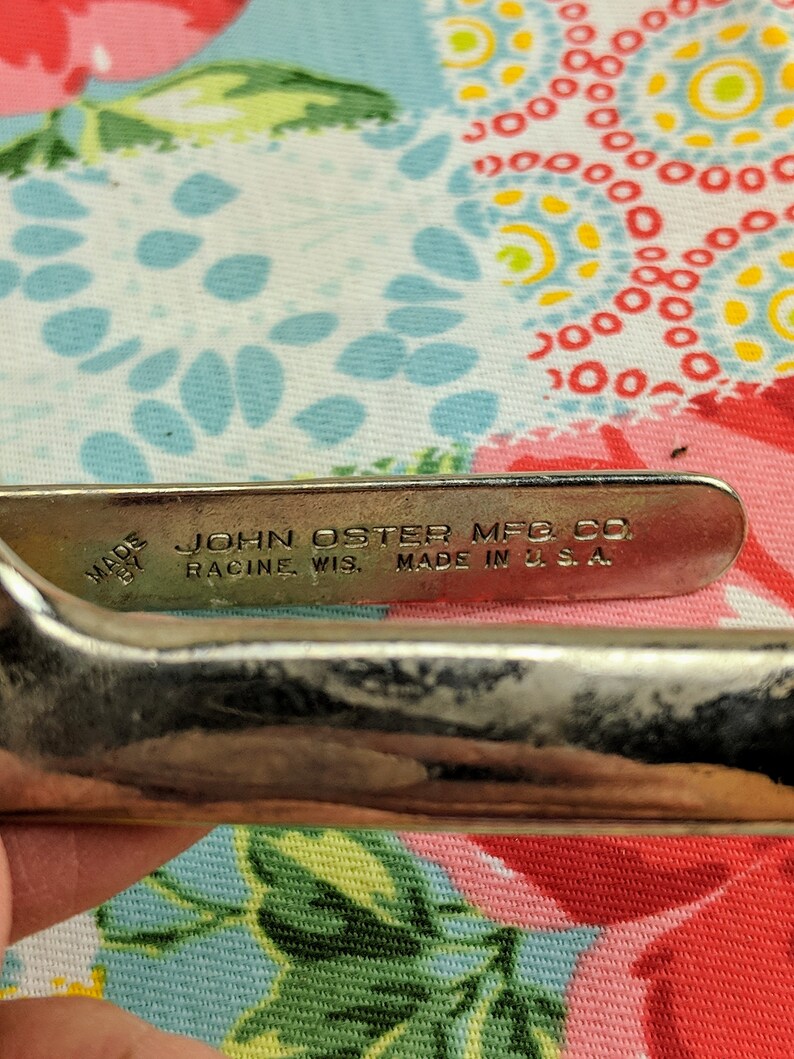 MADE
BY
JOHN OSTER MFG. CO.
RACINE, WIS. MADE IN U.S.A.